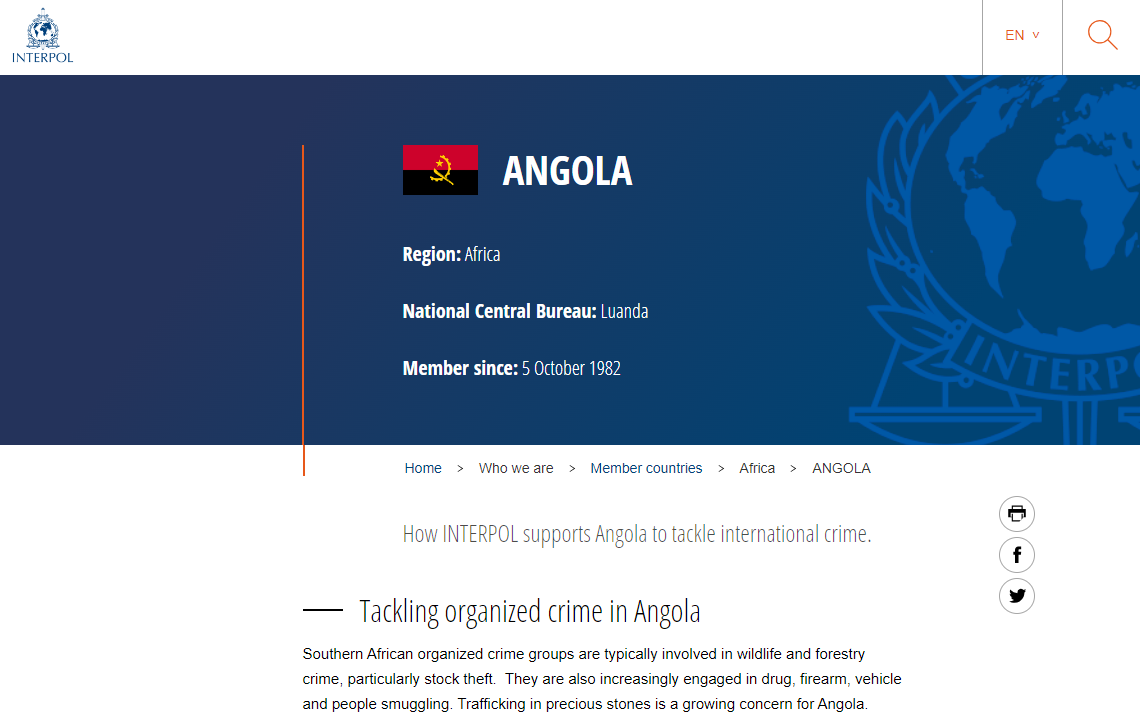 INTERPOL
EN
ANGOLA
Region: Africa
National Central Bureau: Luanda
Member since: 5 October 1982
INTERPO
Home > Who we are > Member countries > Africa > ANGOLA
How INTERPOL supports Angola to tackle international crime.
Tackling organized crime in Angola
Southern African organized crime groups are typically involved in wildlife and forestry
crime, particularly stock theft.  They are also increasingly engaged in drug, firearm, vehicle
and people smuggling. Trafficking in precious stones is a growing concern for Angola.